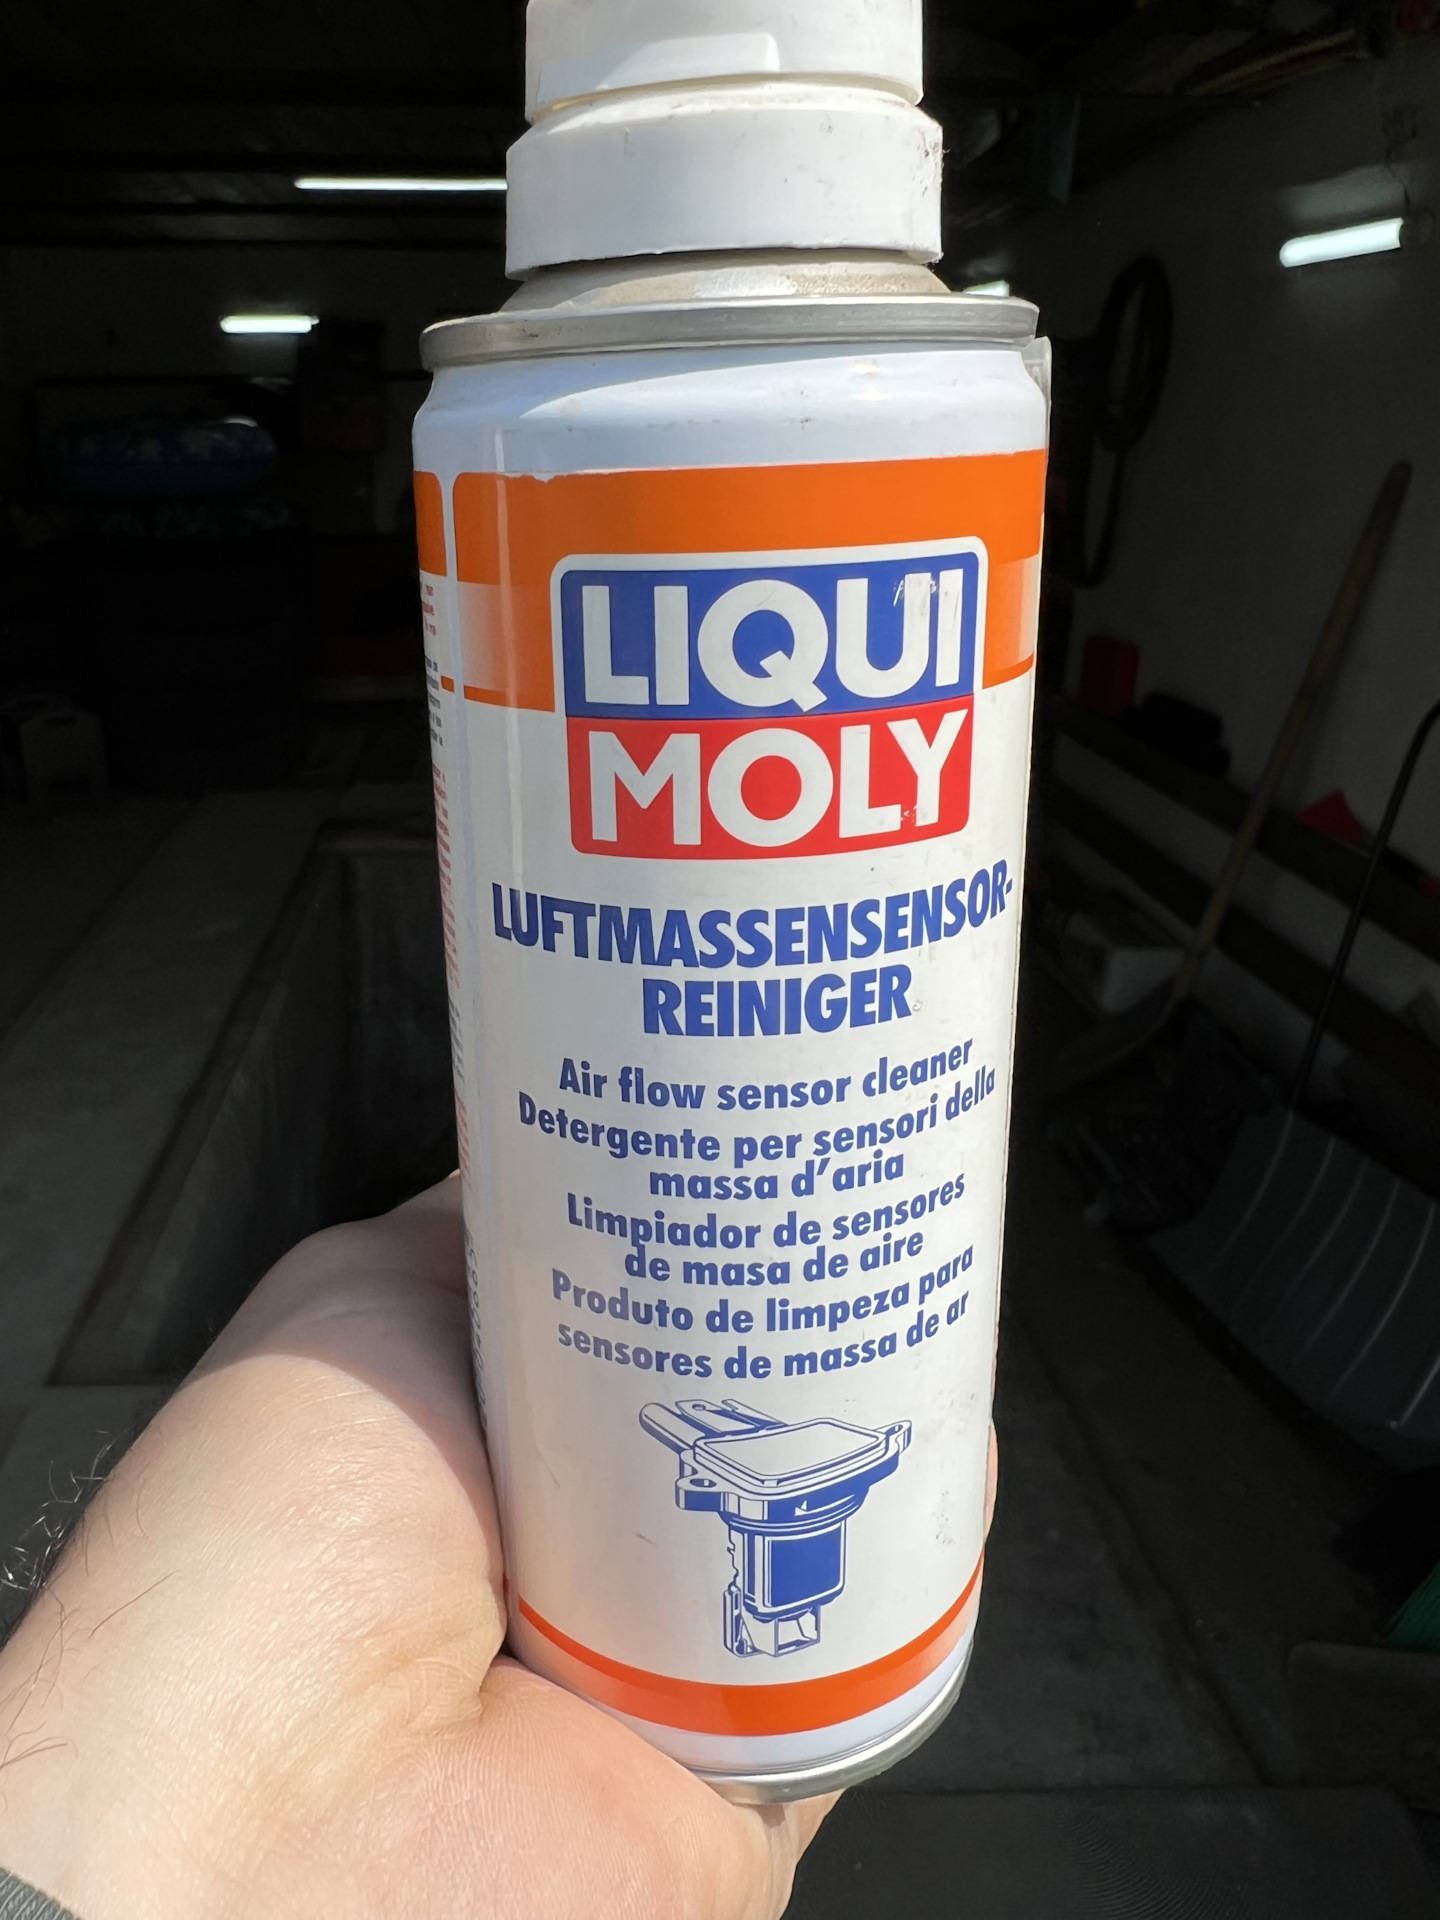 LIQUI
MOLY
LUFTMASSENSENSOR-
REINIGER
Air flow sensor cleaner
Detergente per sensori della
massa d'aria
Limpiador de sensores
de masa de aire
Produto de limpeza para
sensores de massa de ar